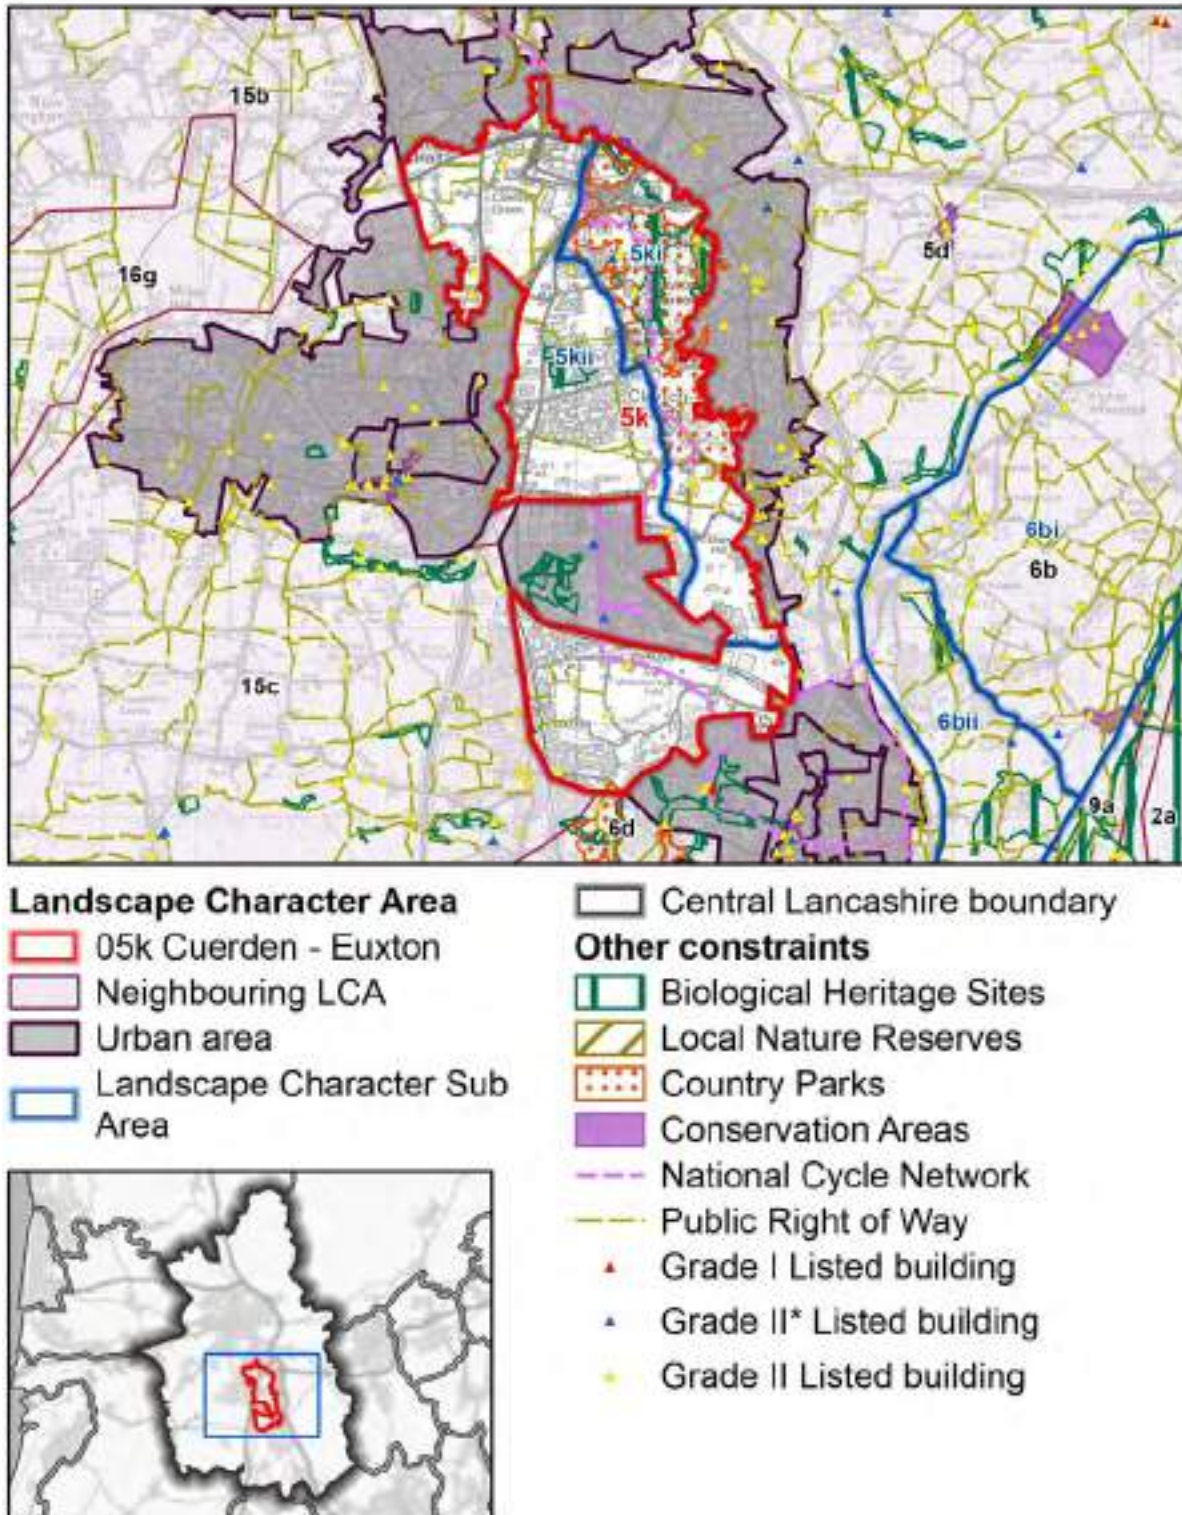 15b
16g
5d
5ki
5kii
5k
6bi
6b
15c
6bii
9a
2a
6d
Landscape Character Area
05k Cuerden - Euxton
Neighbouring LCA
Urban area
Landscape Character Sub
Area
Central Lancashire boundary
Other constraints
Biological Heritage Sites
Local Nature Reserves
Country Parks
Conservation Areas
National Cycle Network
Public Right of Way
Grade I Listed building
Grade II* Listed building
Grade II Listed building